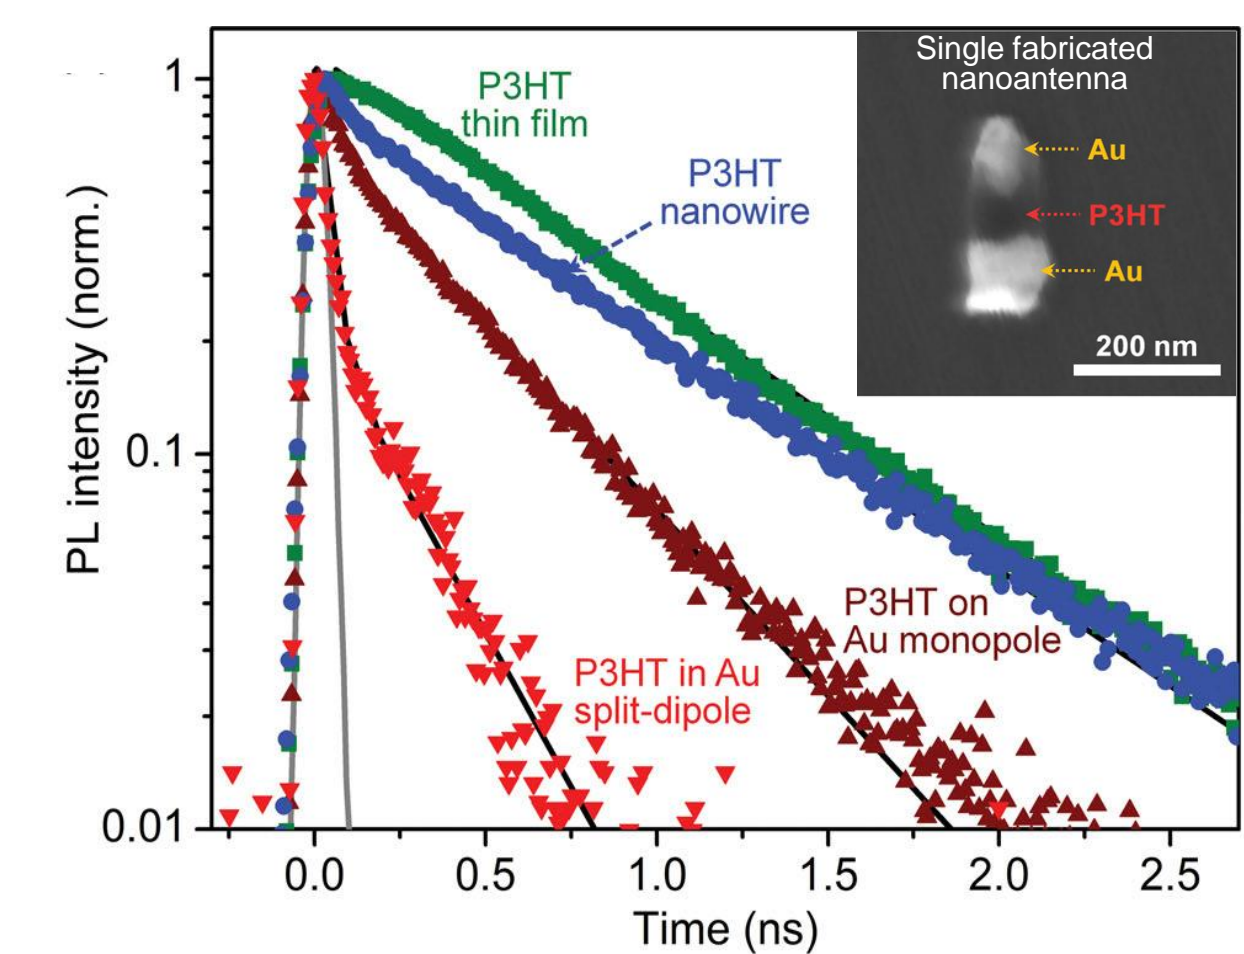 Single fabricated
nanoantenna
Au
P3HT
Au
200 nm
P3HT
thin film
P3HT
nanowire
P3HT on
Au monopole
P3HT in Au
split-dipole
PL intensity (norm.)
1
0.1
0.01
0.0 0.5 1.0 1.5 2.0 2.5
Time (ns)